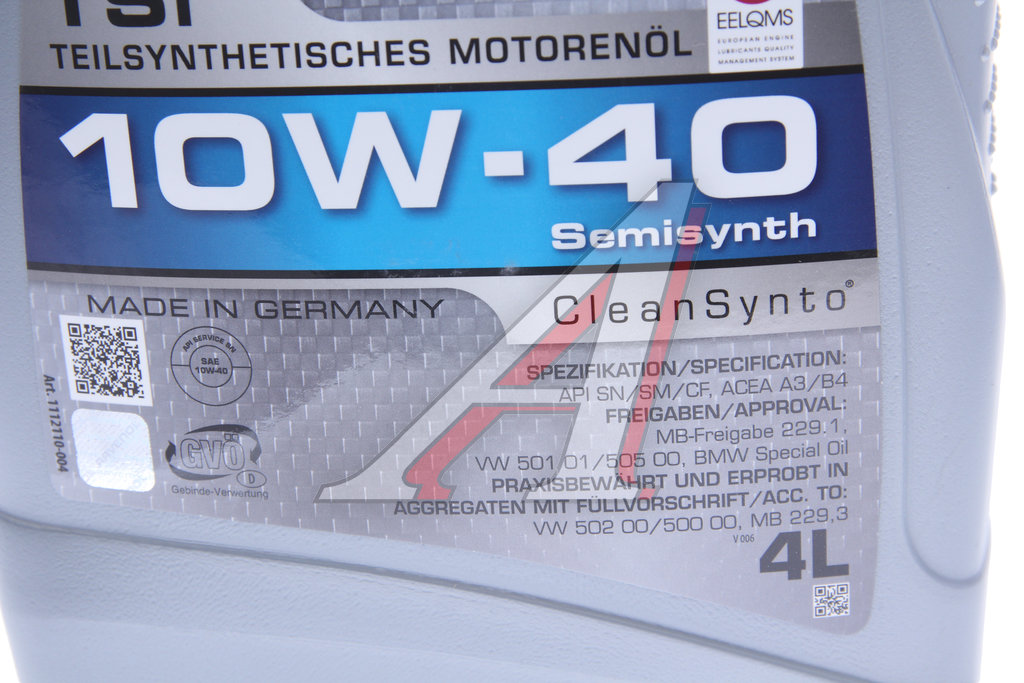 TSI
TEILSYNTHETISCHES MOTORENÖL
EELQMS
EUROPEAN ENGINE
LUBRICANTS QUALITY
MANAGEMENT SYSTEM
10W-40
Semisynth
MADE IN GERMANY
CleanSynto®
API SERVICE SN
SAE
10W-40
Art. 1112110-004
GVÖ
D
Gebinde-Verwertung
SPEZIFIKATION/SPECIFICATION:
API SN/SM/CF, ACEA A3/B4
FREIGABEN/APPROVAL:
MB-Freigabe 229.1,
VW 501 01/505 00, BMW Special Oil
PRAXISBEWÄHRT UND ERPROBT IN
AGGREGATEN MIT FÜLLVORSCHRIFT/ACC. TO:
VW 502 00/500 00, MB 229,3
V 006
4L